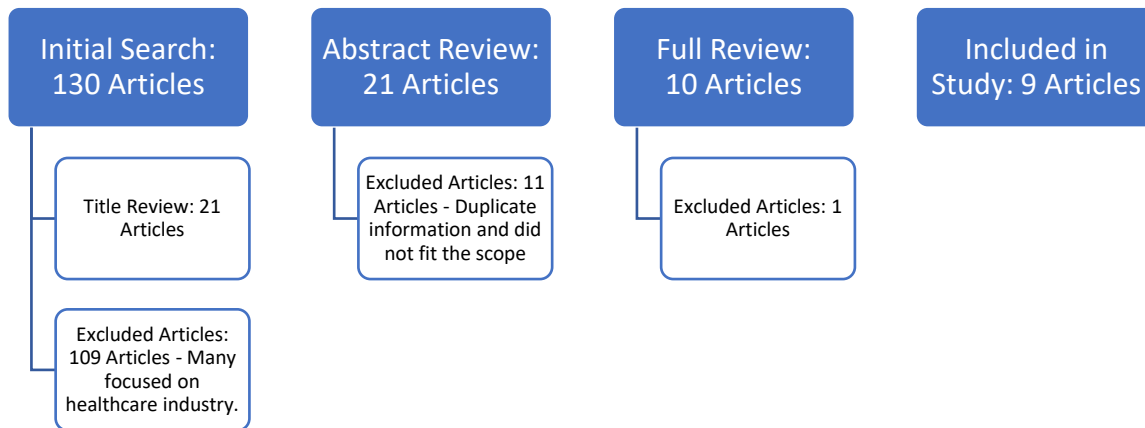 Initial Search:
130 Articles
Title Review: 21
Articles
Excluded Articles:
109 Articles - Many
focused on
healthcare industry.
Abstract Review:
21 Articles
Excluded Articles: 11
Articles - Duplicate
information and did
not fit the scope
Full Review:
10 Articles
Excluded Articles: 1
Articles
Included in
Study: 9 Articles